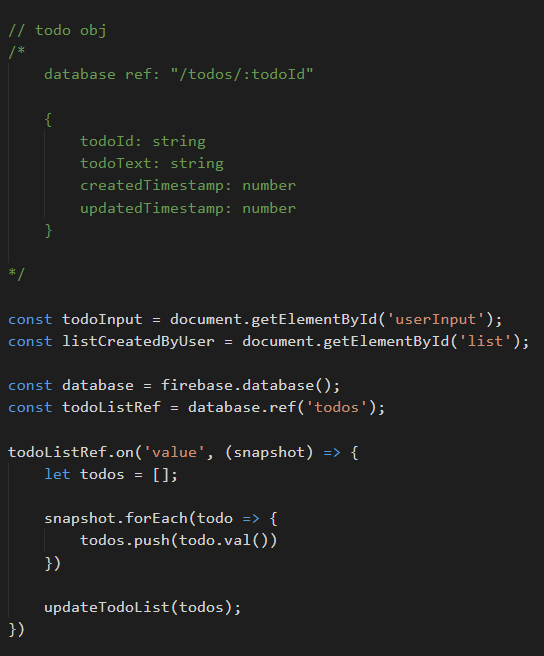 // todo obj
/*
    database ref: "/todos/:todoId"

    {
        todoId: string
        todoText: string
        createdTimestamp: number
        updatedTimestamp: number
    }

*/

const todoInput = document.getElementById('userInput');
const listCreatedByUser = document.getElementById('list');

const database = firebase.database();
const todoListRef = database.ref('todos');

todoListRef.on('value', (snapshot) => {
    let todos = [];

    snapshot.forEach(todo => {
        todos.push(todo.val())
    })

    updateTodoList(todos);
})